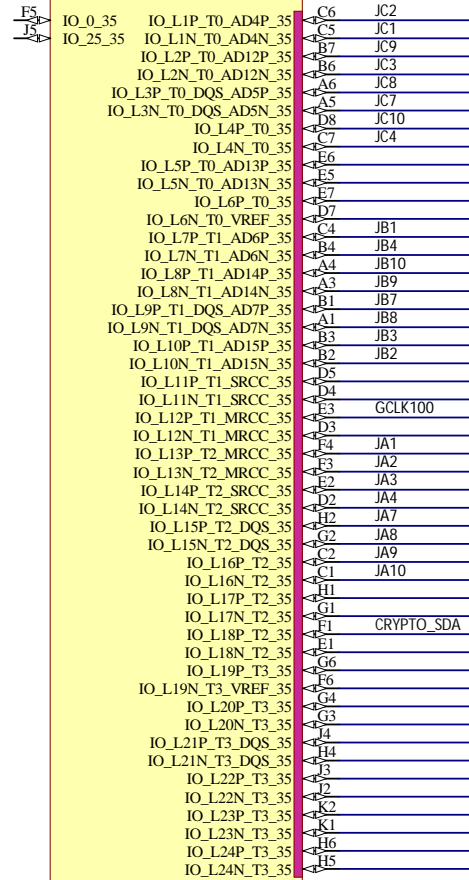 F5 IO_0_35 IO_L1P_T0_AD4P_35 C6 JC2
J5 IO_25_35 IO_L1N_T0_AD4N_35 C5 JC1
IO_L2P_T0_AD12P_35 B7 JC9
IO_L2N_T0_AD12N_35 B6 JC3
IO_L3P_T0_DQS_AD5P_35 A6 JC8
IO_L3N_T0_DQS_AD5N_35 A5 JC7
IO_L4P_T0_35 D8 JC10
IO_L4N_T0_35 C7 JC4
IO_L5P_T0_AD13P_35 E6
IO_L5N_T0_AD13N_35 E5
IO_L6P_T0_35 E7
IO_L6N_T0_VREF_35 D7
IO_L7P_T1_AD6P_35 C4 JB1
IO_L7N_T1_AD6N_35 B4 JB4
IO_L8P_T1_AD14P_35 A4 JB10
IO_L8N_T1_AD14N_35 A3 JB9
IO_L9P_T1_DQS_AD7P_35 B1 JB7
IO_L9N_T1_DQS_AD7N_35 A1 JB8
IO_L10P_T1_AD15P_35 B3 JB3
IO_L10N_T1_AD15N_35 B2 JB2
IO_L11P_T1_SRCC_35 D5
IO_L11N_T1_SRCC_35 D4
IO_L12P_T1_MRCC_35 E3 GCLK100
IO_L12N_T1_MRCC_35 D3
IO_L13P_T2_MRCC_35 F4 JA1
IO_L13N_T2_MRCC_35 F3 JA2
IO_L14P_T2_SRCC_35 E2 JA3
IO_L14N_T2_SRCC_35 D2 JA4
IO_L15P_T2_DQS_35 H2 JA7
IO_L15N_T2_DQS_35 G2 JA8
IO_L16P_T2_35 C2 JA9
IO_L16N_T2_35 C1 JA10
IO_L17P_T2_35 H1
IO_L17N_T2_35 G1
IO_L18P_T2_35 F1 CRYPTO_SDA
IO_L18N_T2_35 E1
IO_L19P_T3_35 G6
IO_L19N_T3_VREF_35 F6
IO_L20P_T3_35 G4
IO_L20N_T3_35 G3
IO_L21P_T3_DQS_35 J4
IO_L21N_T3_DQS_35 H4
IO_L22P_T3_35 J3
IO_L22N_T3_35 J2
IO_L23P_T3_35 K2
IO_L23N_T3_35 K1
IO_L24P_T3_35 H6
IO_L24N_T3_35 H5